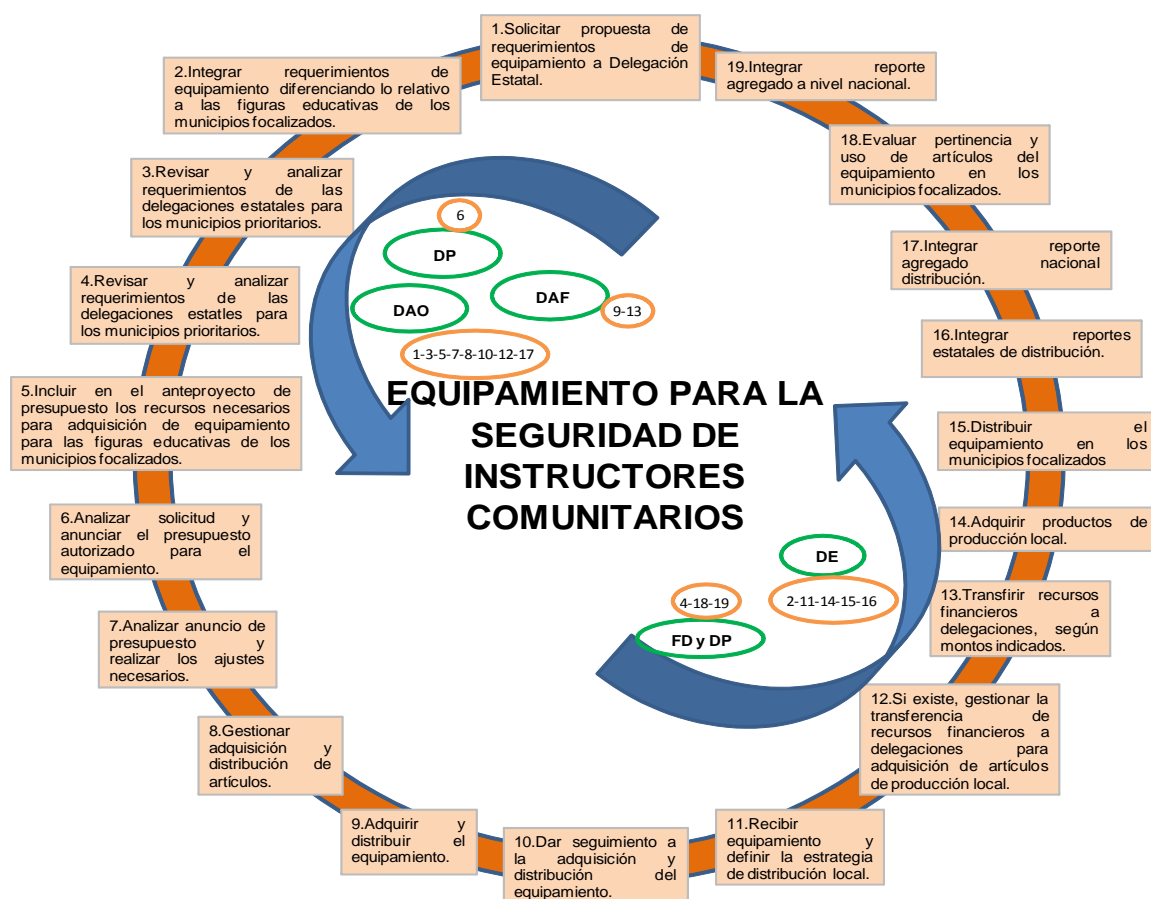 1.Solicitar propuesta de
requerimientos de
equipamiento a Delegación
Estatal.
2.Integrar requerimientos de
equipamiento diferenciando lo relativo
a las figuras educativas de los
municipios focalizados.
3.Revisar y analizar
requerimientos de las
delegaciones estatales para
los municipios prioritarios.
4.Revisar y analizar
requerimientos de las
delegaciones estatles para
los municipios prioritarios.
5.Incluir en el anteproyecto de
presupuesto los recursos necesarios
para adquisición de equipamiento
para las figuras educativas de los
municipios focalizados.
6.Analizar solicitud y
anunciar el presupuesto
autorizado para el
equipamiento.
7.Analizar anuncio de
presupuesto y
realizar los ajustes
necesarios.
8.Gestionar
adquisición y
distribución de
artículos.
9.Adquirir y
distribuir el
equipamiento.
10.Dar seguimiento a
la adquisición y
distribución del
equipamiento.
11.Recibir
equipamiento y
definir la estrategia
de distribución local.
12.Si existe, gestionar la
transferencia de
recursos financieros a
delegaciones para
adquisición de artículos
de producción local.
13.Transfirir recursos
financieros a
delegaciones, según
montos indicados.
14.Adquirir productos de
producción local.
15.Distribuir el
equipamiento en los
municipios focalizados
16.Integrar reportes
estatales de distribución.
17.Integrar reporte
agregado nacional
distribución.
18.Evaluar pertinencia y
uso de artículos del
equipamiento en los
municipios focalizados.
19.Integrar reporte
agregado a nivel nacional.
6
DP
DAF
9-13
DAO
1-3-5-7-8-10-12-17
EQUIPAMIENTO PARA LA
SEGURIDAD DE
INSTRUCTORES
COMUNITARIOS
DE
2-11-14-15-16
4-18-19
FD y DP